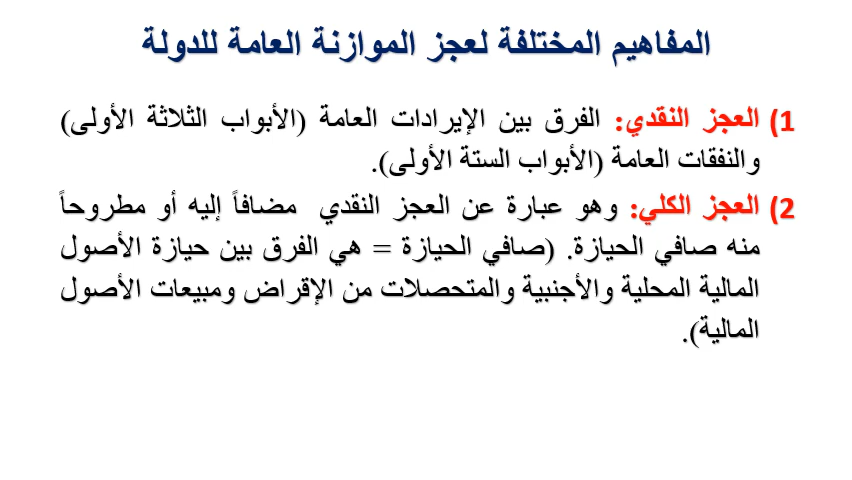 المفاهيم المختلفة لعجز الموازنة العامة للدولة
1) العجز النقدي: الفرق بين الإيرادات العامة (الأبواب الثلاثة الأولى)
والنفقات العامة (الأبواب الستة الأولى).
2) العجز الكلي: وهو عبارة عن العجز النقدي مضافاً إليه أو مطروحاً
منه صافي الحيازة. (صافي الحيازة = هي الفرق بين حيازة الأصول
المالية المحلية والأجنبية والمتحصلات من الإقراض ومبيعات الأصول
المالية).